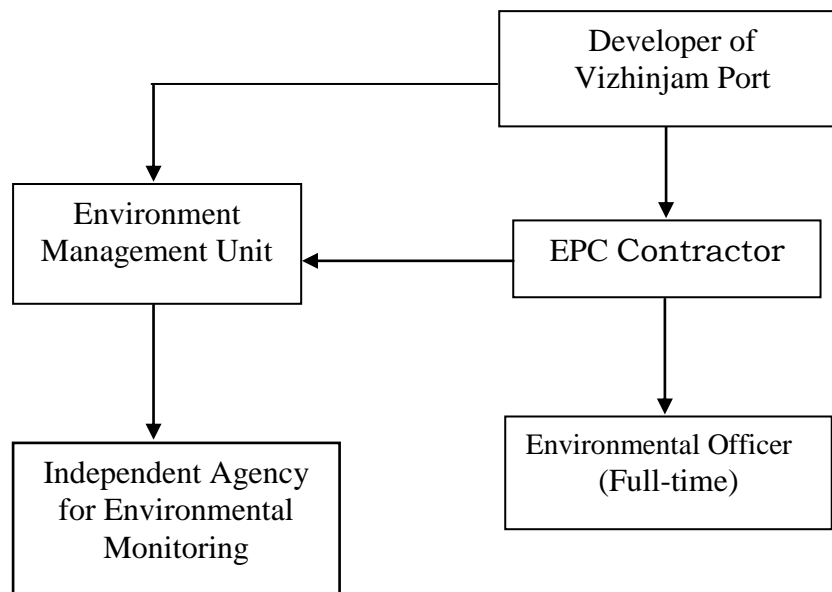 Developer of
Vizhinjam Port
Environment
Management Unit
EPC Contractor
Independent Agency
for Environmental
Monitoring
Environmental Officer
(Full-time)